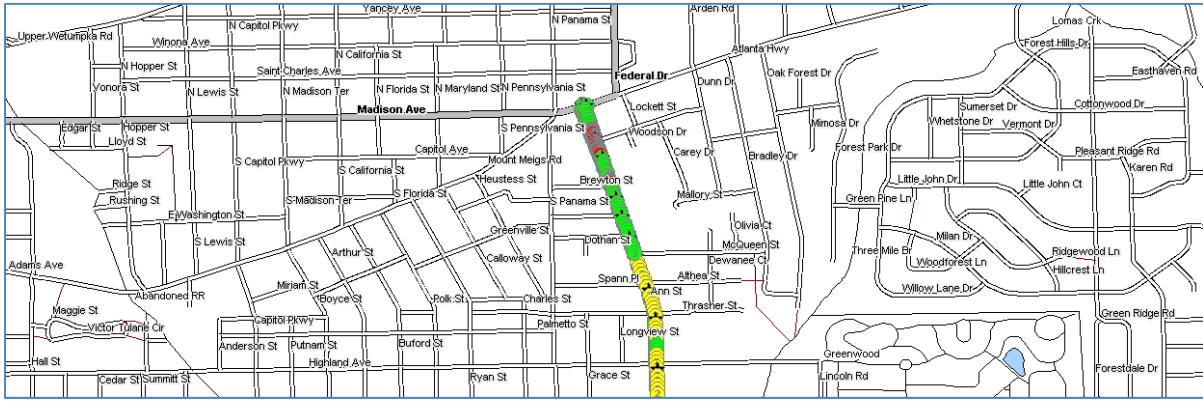 Yancey Ave
N Panama St
Arden Rd
Lomas Crk
N Capitol Pkwy
Upper Wetumpka Rd
Winona Ave
Atlanta Hwy
Forest Hills Dr
N California St
N Hopper St
Saint Charles Ave
Federal Dr
Dunn Dr
Oak Forest Dr
Easthaven Rd
Vonora St
N Lewis St
N Madison Ter
N Florida St
N Maryland St
N Pennsylvania St
Madison Ave
Lockett St
Sumerset Dr
Cottonwood Dr
Edgar St
Hopper St
S Pennsylvania St
Woodson Dr
Mimosa Dr
Whetstone Dr
Vermont Dr
Lloyd St
Capitol Ave
Carey Dr
Bradley Dr
Forest Park Dr
Pleasant Ridge Rd
S Capitol Pkwy
Mount Meigs Rd
S California St
Karen Rd
Heustess St
Brewton St
Little John Dr
Little John Ct
Ridge St
S Florida St
Mallory St
Rushing St
S Madison Ter
S Panama St
Green Pine Ln
E Washington St
Olivia Ct
Greenville St
Milan Dr
S Lewis St
Dothan St
McQueen St
Three Mile Br
Ridgewood Ln
Arthur St
Calloway St
Dewanee Ct
Woodforest Ln
Hillcrest Ln
Adams Ave
Spann Pl
Althea St
Miriam St
Ann St
Willow Lane Dr
Abandoned RR
Boyce St
Polk St
Charles St
Thrasher St
Maggie St
Capitol Pkwy
Palmetto St
Green Ridge Rd
Victor Tulane Cir
Longview St
Anderson St
Putnam St
Buford St
Hall St
Highland Ave
Greenwood
Cedar St
Summitt St
Ryan St
Grace St
Lincoln Rd
Forestdale Dr
2